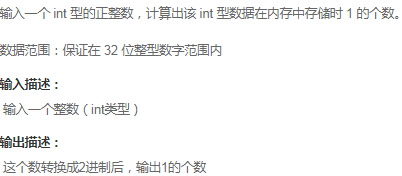 输入一个 int 型的正整数，计算出该 int 型数据在内存中存储时 1 的个数。
数据范围：保证在 32 位整型数字范围内
输入描述：
输入一个整数（int类型）
输出描述：
这个数转换成2进制后，输出1的个数